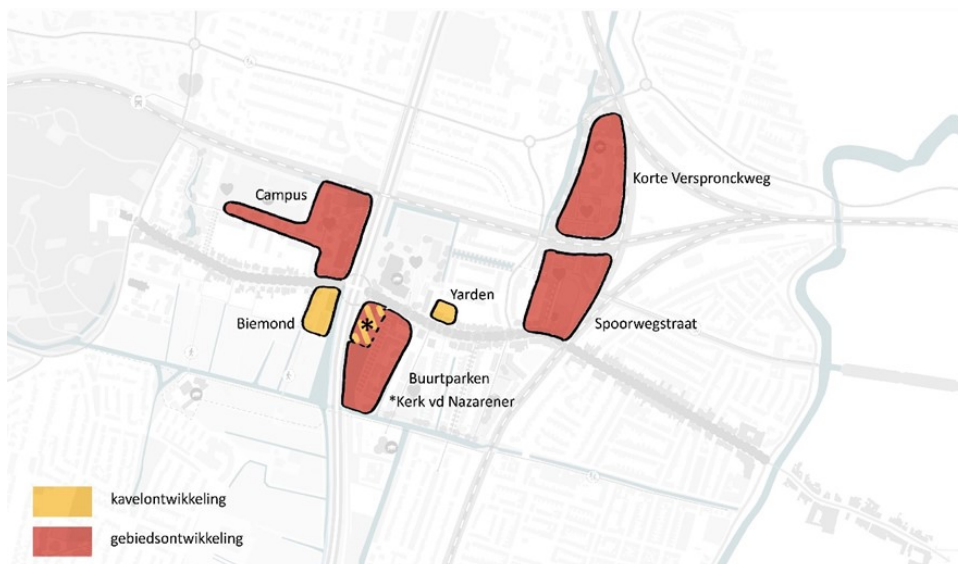 Korte Verspronckweg
Campus
Yarden
Biemond
Spoorwegstraat
*
Buurtparken
*Kerk vd Nazarener
kavelontwikkeling
gebiedsontwikkeling